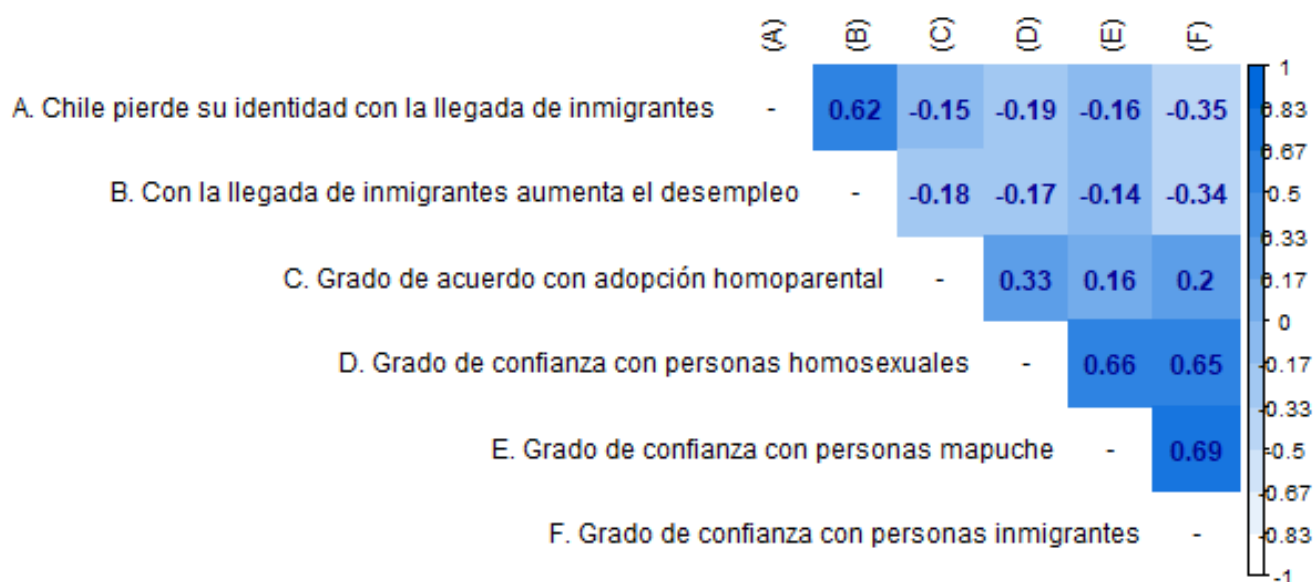 (A) (B) (C) (D) (E) (F)
A. Chile pierde su identidad con la llegada de inmigrantes - 0.62 -0.15 -0.19 -0.16 -0.35
B. Con la llegada de inmigrantes aumenta el desempleo - -0.18 -0.17 -0.14 -0.34
C. Grado de acuerdo con adopción homoparental - 0.33 0.16 0.2
D. Grado de confianza con personas homosexuales - 0.66 0.65
E. Grado de confianza con personas mapuche - 0.69
F. Grado de confianza con personas inmigrantes -
1
0.83
0.67
0.5
0.33
0.17
0
-0.17
-0.33
-0.5
-0.67
-0.83
-1